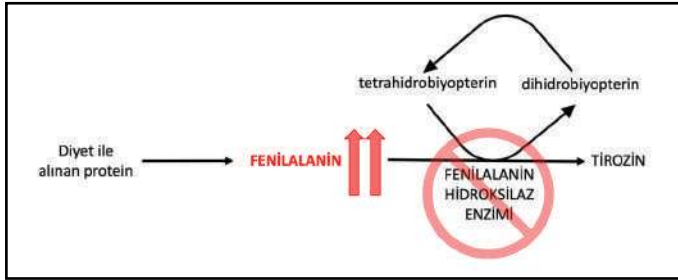 tetrahidrobiyopterin
dihidrobiyopterin
Diyet ile
alınan protein
FENİLALANİN
TİROZİN
FENİLALANİN
HİDROKSİLAZ
ENZİMİ